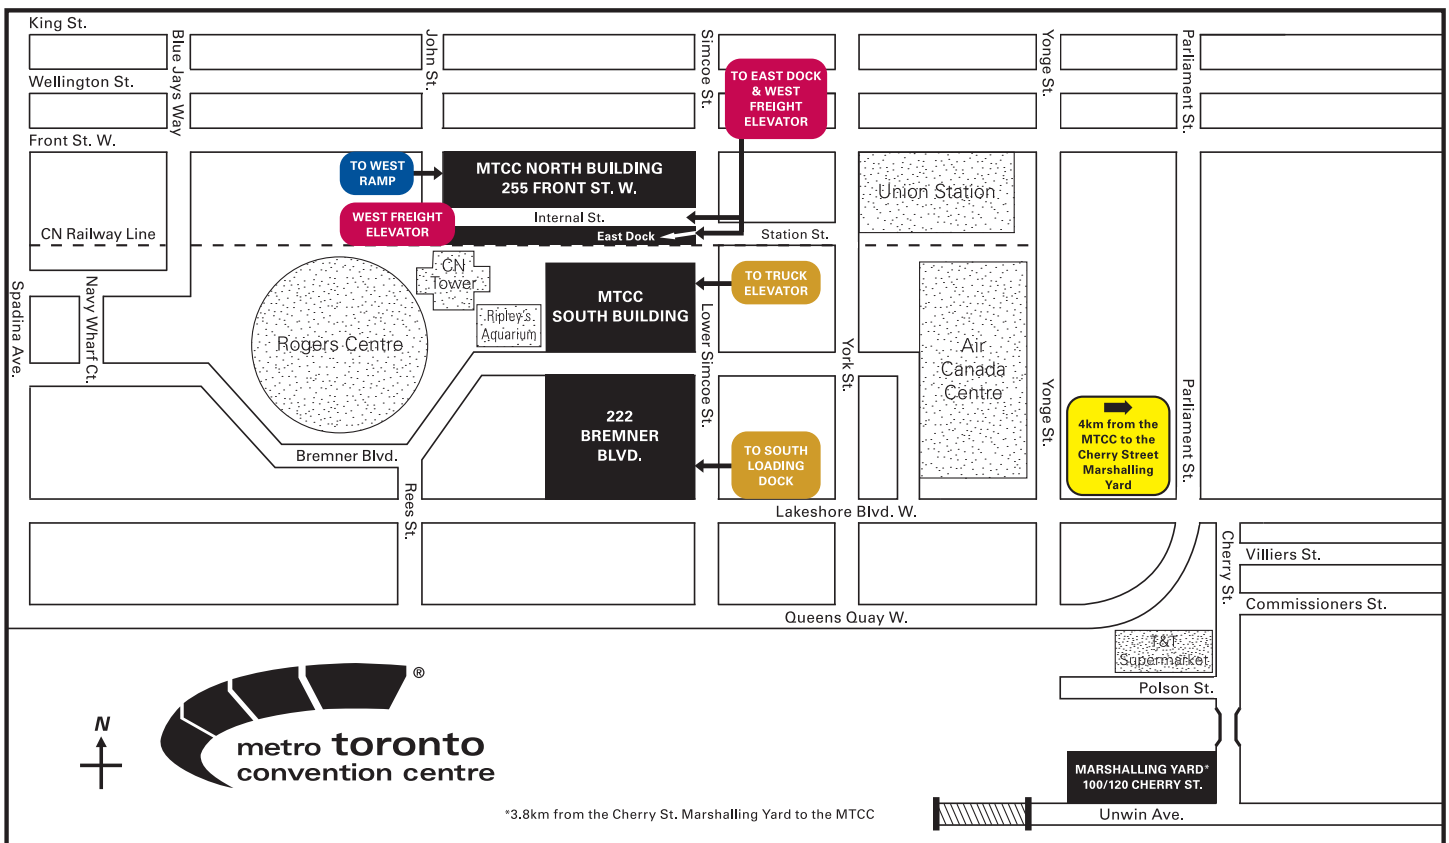 King St.
Wellington St.
Front St. W.
Blue Jays Way
John St.
Simcoe St.
Yonge St.
Parliament St.
TO EAST DOCK
& WEST
FREIGHT
ELEVATOR
TO WEST
RAMP
MTCC NORTH BUILDING
255 FRONT ST. W.
Union Station
WEST FREIGHT
ELEVATOR
Internal St.
East Dock
Station St.
CN Railway Line
CN
Tower
TO TRUCK
ELEVATOR
MTCC
SOUTH BUILDING
Ripley's
Aquarium
Rogers Centre
Spadina Ave.
Navy Wharf Ct.
Lower Simcoe St.
York St.
Air
Canada
Centre
Yonge St.
Parliament St.
222
BREMNER
BLVD.
4km from the
MTCC to the
Cherry Street
Marshalling
Yard
TO SOUTH
LOADING
DOCK
Bremner Blvd.
Rees St.
Lakeshore Blvd. W.
Cherry St.
Villiers St.
Commissioners St.
Queens Quay W.
T&T
Supermarket
Polson St.
®
N
metro toronto
convention centre
MARSHALLING YARD*
100/120 CHERRY ST.
*3.8km from the Cherry St. Marshalling Yard to the MTCC
Unwin Ave.